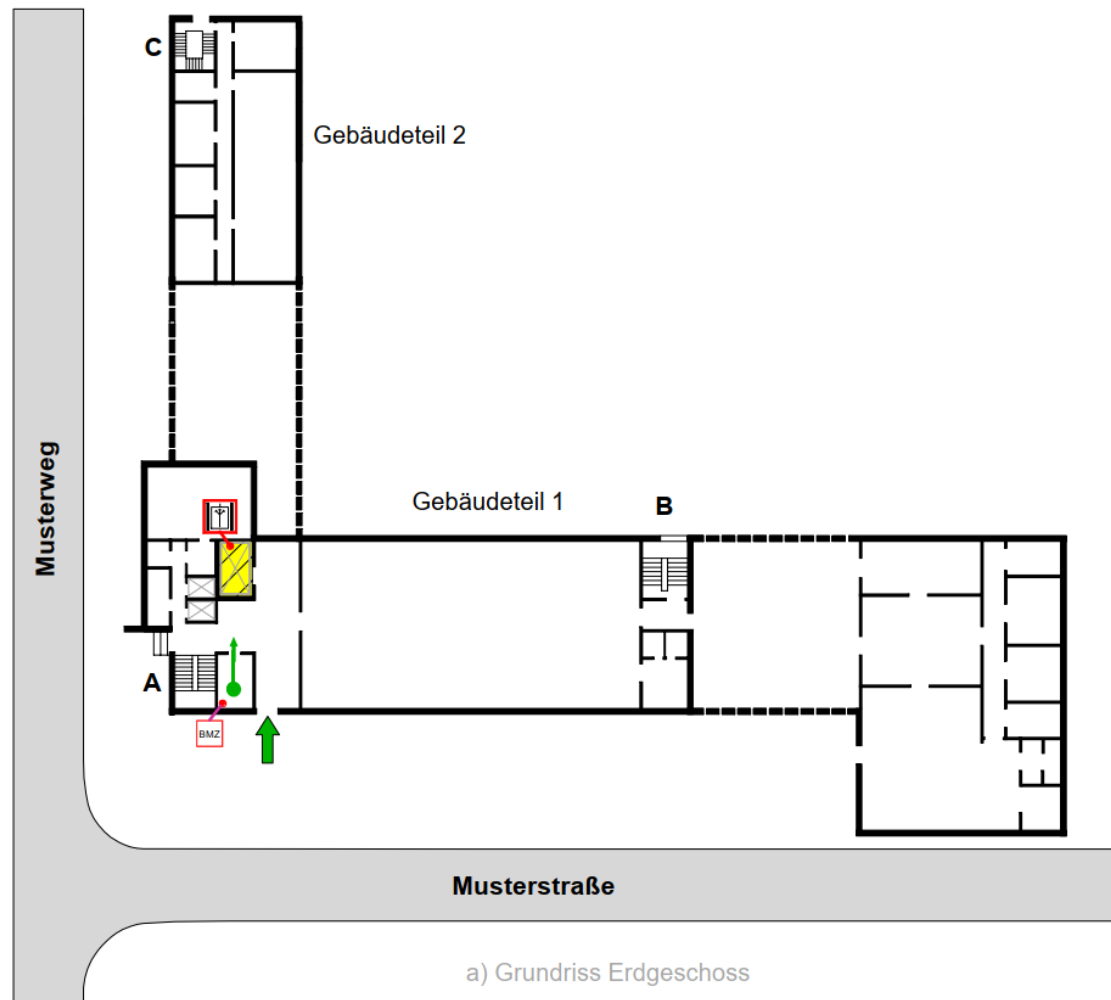 C
Gebäudeteil 2
Musterweg
Gebäudeteil 1
B
A
BMZ
Musterstraße
a) Grundriss Erdgeschoss